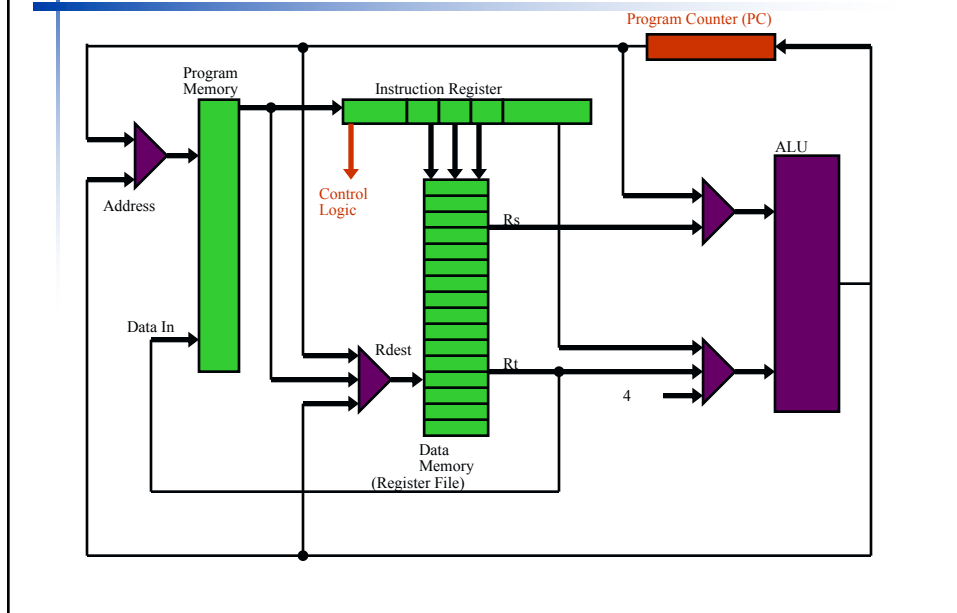 Program Counter (PC)
Program
Memory
Instruction Register
ALU
Control
Logic
Address
Rs
Data In
Rdest
Rt
4
Data
Memory
(Register File)